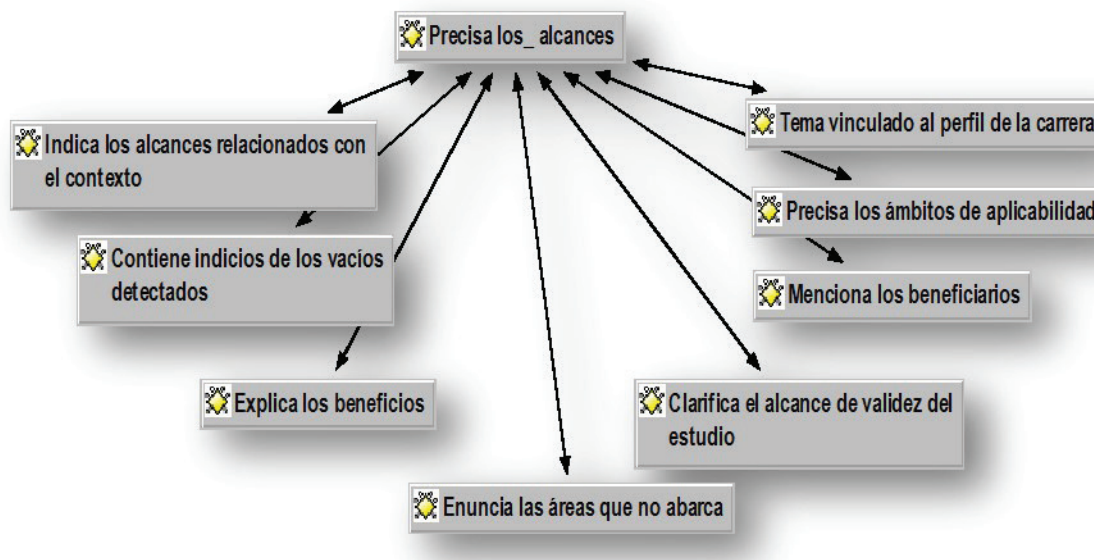 Precisa los_ alcances
Indica los alcances relacionados con
el contexto
Contiene indicios de los vacíos
detectados
Explica los beneficios
Enuncia las áreas que no abarca
Clarifica el alcance de validez del
estudio
Menciona los beneficiarios
Precisa los ámbitos de aplicabilidad
Tema vinculado al perfil de la carrera